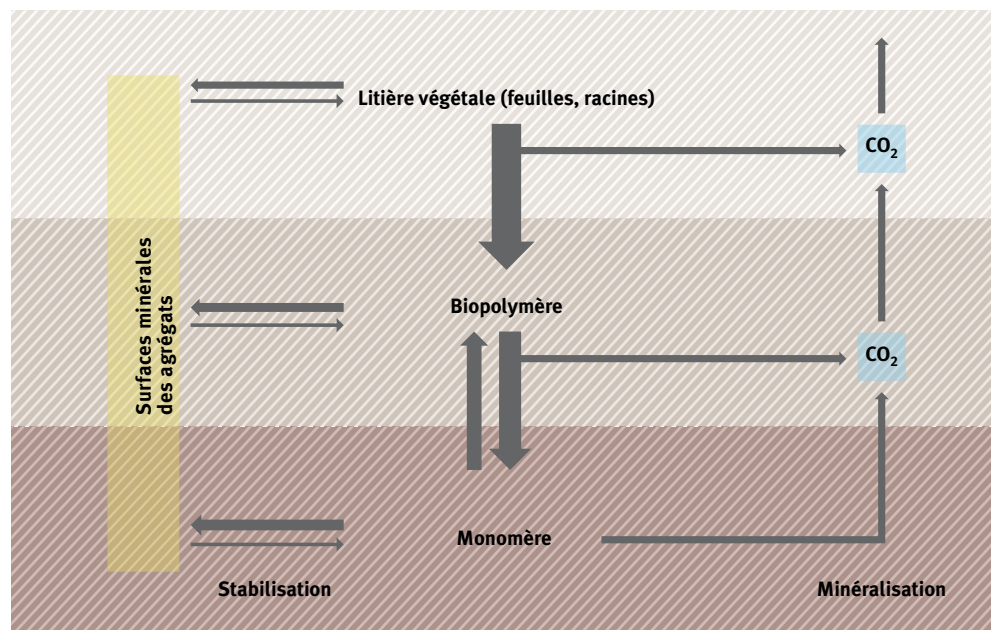 Litière végétale (feuilles, racines)
CO₂
Surfaces minérales
des agrégats
Biopolymère
CO₂
Monomère
Stabilisation
Minéralisation